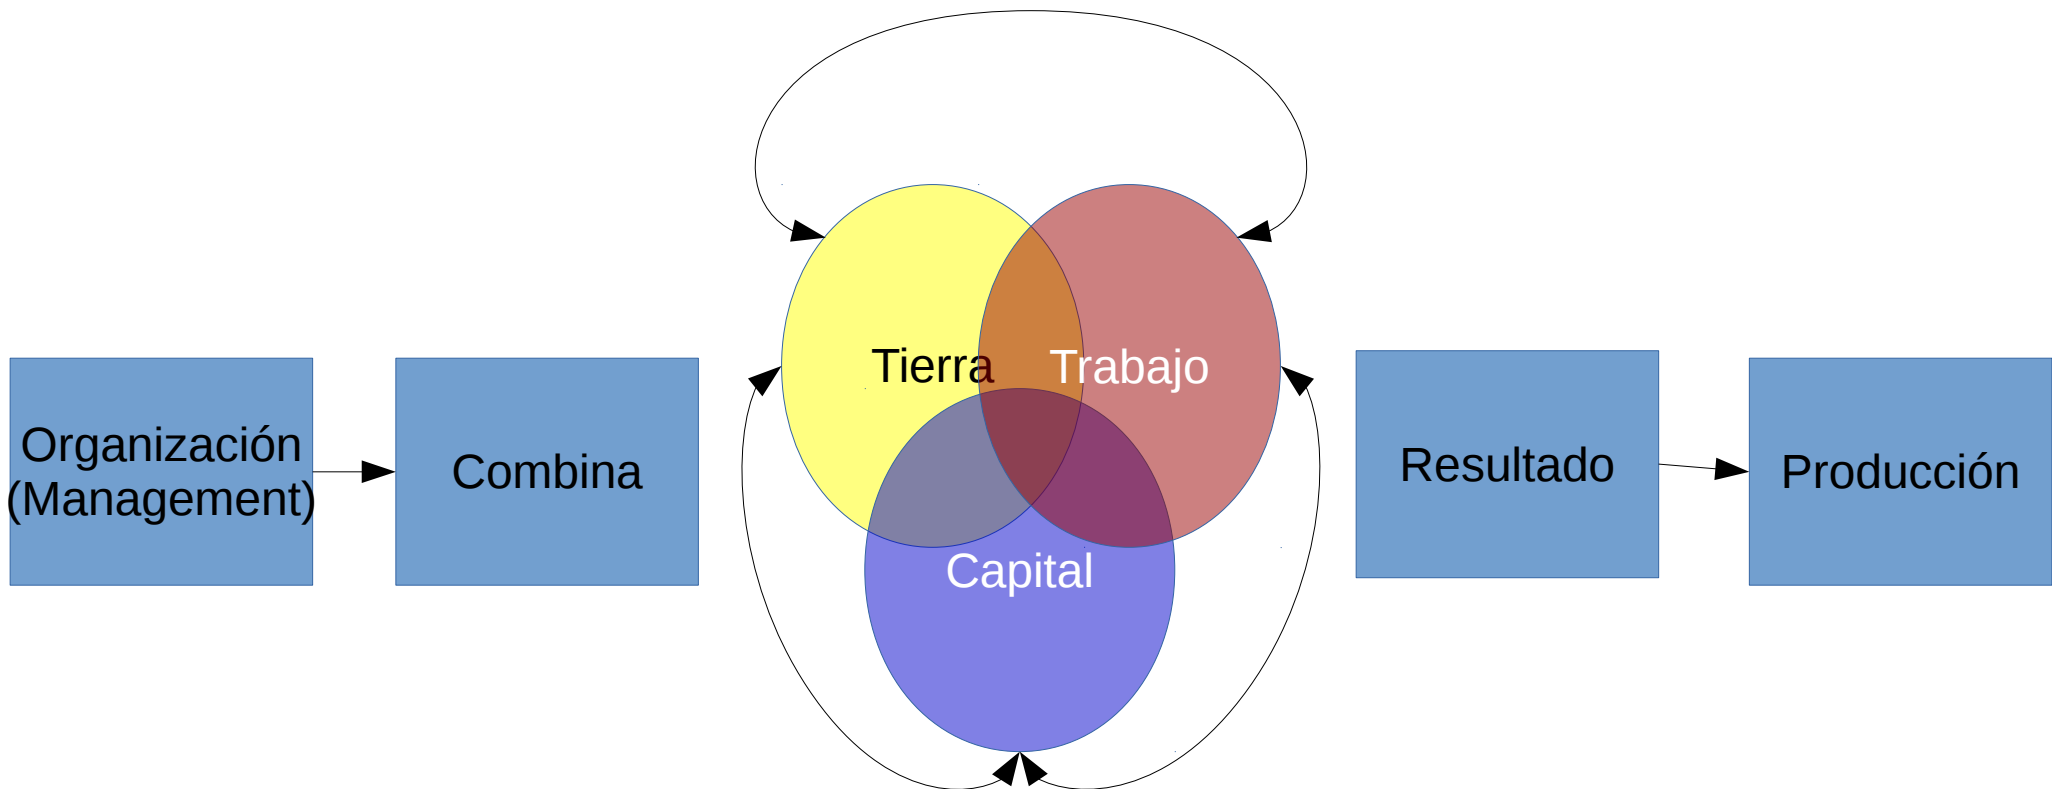 Organización
(Management)
Combina
Tierra
Trabajo
Capital
Resultado
Producción